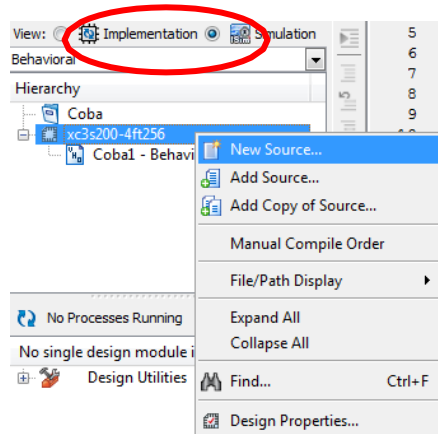 View: Implementation Simulation
Behavioral
Hierarchy
Coba
xc3s200-4ft256
Coba1 - Behavi
5
6
7
8
9
New Source...
Add Source...
Add Copy of Source...
Manual Compile Order
File/Path Display
Expand All
Collapse All
Find... Ctrl+F
Design Properties...
No Processes Running
No single design module i
Design Utilities